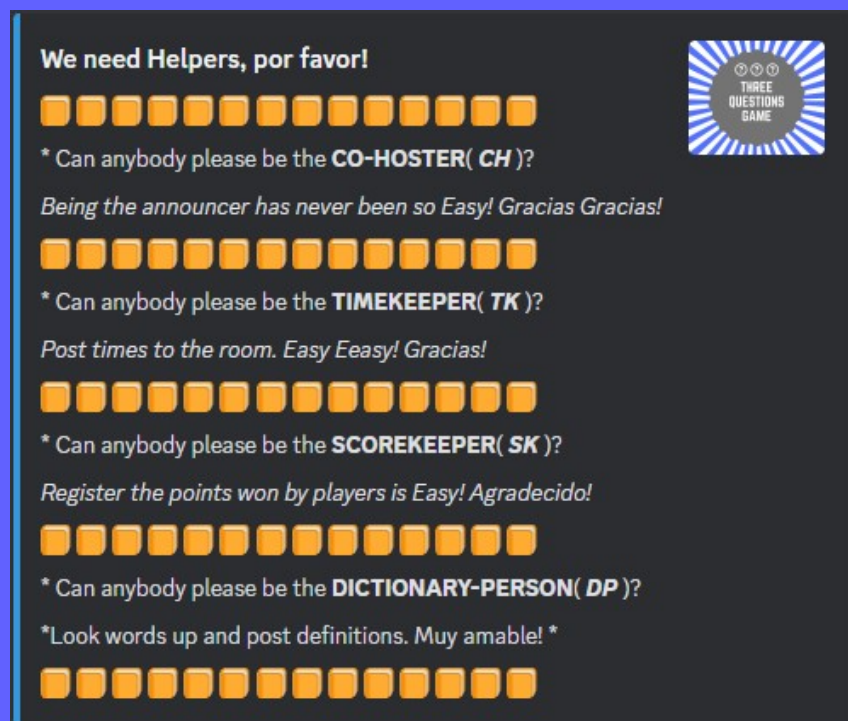 We need Helpers, por favor!
??? 
THREE
QUESTIONS
GAME
* Can anybody please be the CO-HOSTER( CH )?
Being the announcer has never been so Easy! Gracias Gracias!
* Can anybody please be the TIMEKEEPER( TK )?
Post times to the room. Easy Eeasy! Gracias!
* Can anybody please be the SCOREKEEPER( SK )?
Register the points won by players is Easy! Agradecido!
* Can anybody please be the DICTIONARY-PERSON( DP )?
*Look words up and post definitions. Muy amable! *